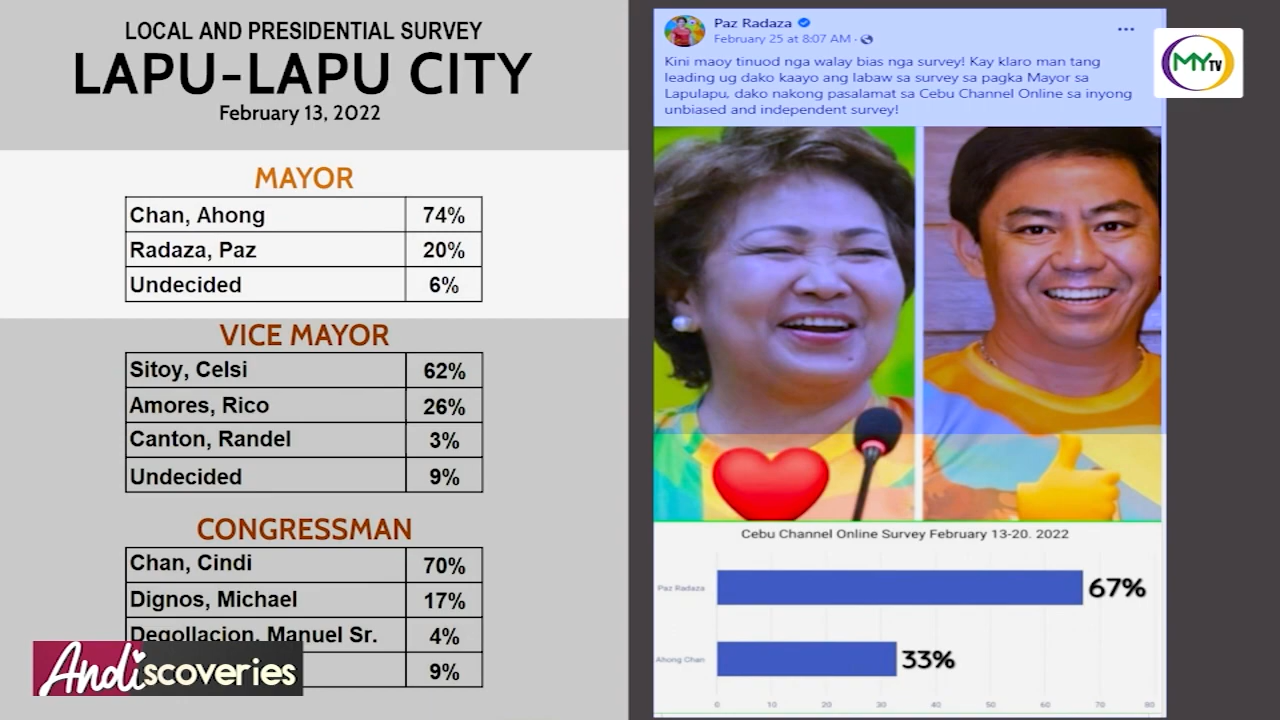 LOCAL AND PRESIDENTIAL SURVEY
LAPU-LAPU CITY
February 13, 2022
MAYOR
Chan, Ahong 74%
Radaza, Paz 20%
Undecided 6%
VICE MAYOR
Sitoy, Celsi 62%
Amores, Rico 26%
Canton, Randel 3%
Undecided 9%
CONGRESSMAN
Chan, Cindi 70%
Dignos, Michael 17%
Degollacion, Manuel Sr. 4%
9%
Andiscoveries
Paz Radaza
February 25 at 8:07 AM
Kini maoy tinuod nga walay bias nga survey! Kay klaro man tang
leading ug dako kaayo ang labaw sa survey sa pagka Mayor sa
Lapulapu, dako nakong pasalamat sa Cebu Channel Online sa inyong
unbiased and independent survey!
MYTV
Cebu Channel Online Survey February 13-20. 2022
Paz Radaza 67%
Ahong Chan 33%
0 10 20 30 40 50 60 70 80